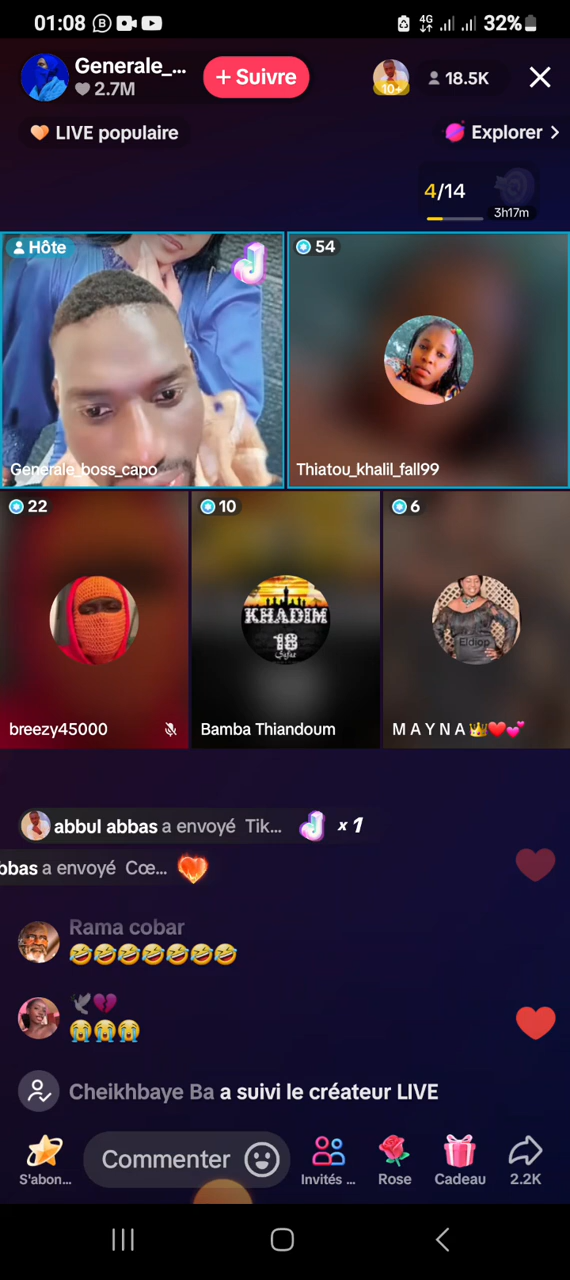 01:08
4G
32%
Generale_...
2.7M
+ Suivre
10+
18.5K
LIVE populaire
Explorer
4/14
3h17m
Hôte
54
Generale_boss_capo
Thiatou_khalil_fall99
22
10
6
KHADIM
18
Eldiop
breezy45000
Bamba Thiandoum
M A Y N A 👑❤️💕
abbul abbas a envoyé Tik... x 1
bbas a envoyé Cœ...
Rama cobar
🤣🤣🤣🤣🤣🤣🤣
🕊💔
😭😭😭
Cheikhbaye Ba a suivi le créateur LIVE
S'abon...
Commenter
Invités ...
Rose
Cadeau
2.2K